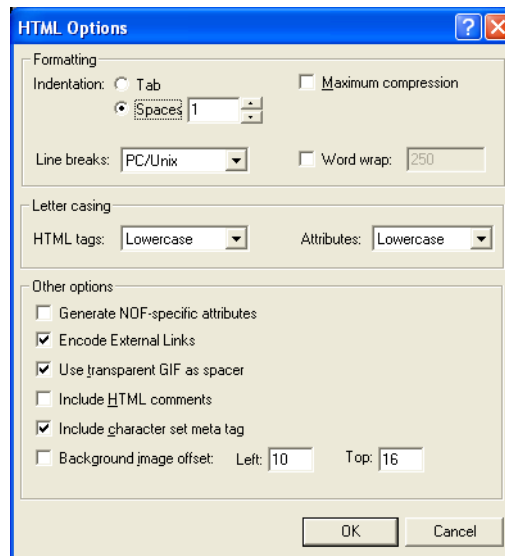 HTML Options
Formatting
Indentation: Tab Maximum compression
Spaces 1
Line breaks: PC/Unix Word wrap: 250
Letter casing
HTML tags: Lowercase Attributes: Lowercase
Other options
Generate NOF-specific attributes
Encode External Links
Use transparent GIF as spacer
Include HTML comments
Include character set meta tag
Background image offset: Left: 10 Top: 16
OK Cancel